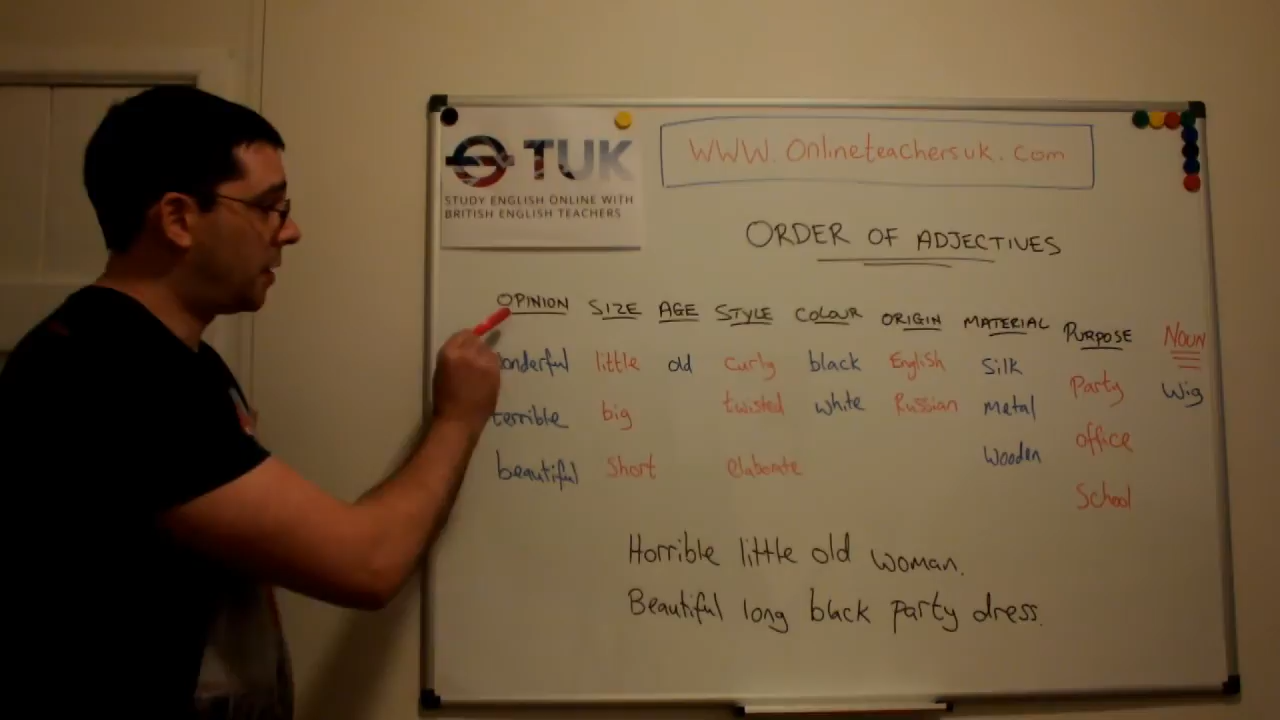 TUK
STUDY ENGLISH ONLINE WITH
BRITISH ENGLISH TEACHERS
WWW.Onlineteachersuk.com
ORDER OF ADJECTIVES
OPINION SIZE AGE STYLE COLOUR ORIGIN MATERIAL PURPOSE NOUN
little old curly black English Silk Party Wig
terrible big twisted white Russian Metal office
beautiful Short elaborate wooden School
Horrible little old woman.
Beautiful long black party dress.